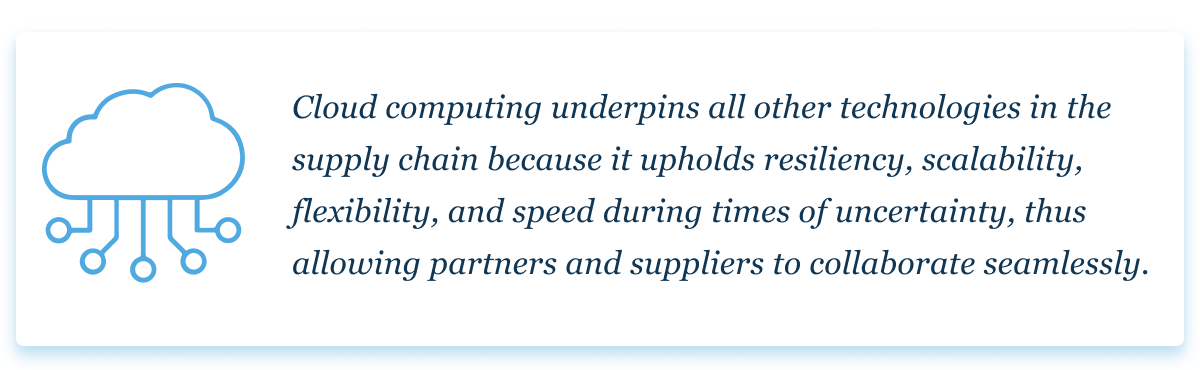 Cloud computing underpins all other technologies in the
supply chain because it upholds resiliency, scalability,
flexibility, and speed during times of uncertainty, thus
allowing partners and suppliers to collaborate seamlessly.